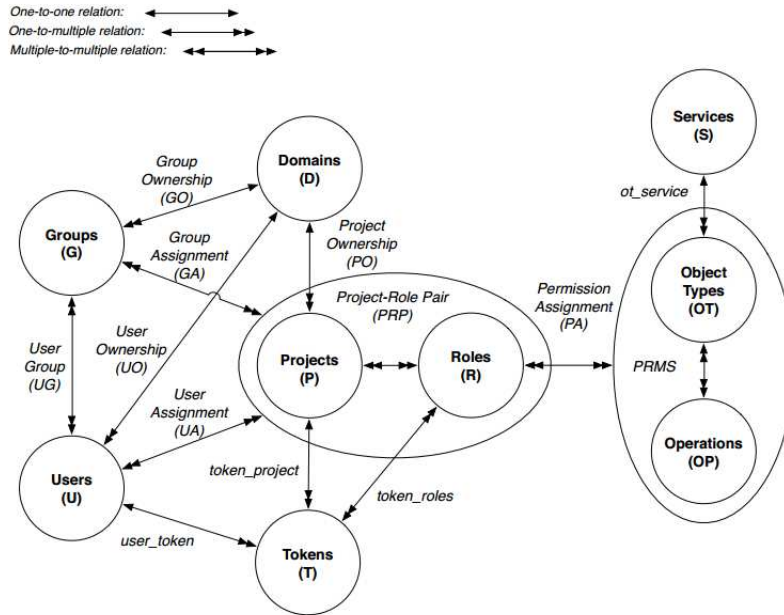 One-to-one relation:
One-to-multiple relation:
Multiple-to-multiple relation:
Services
(S)
Domains
(D)
Group
Ownership
(GO)
ot_service
Groups
(G)
Group
Assignment
(GA)
Project
Ownership
(PO)
Object
Types
(OT)
Project-Role Pair
(PRP)
Permission
Assignment
(PA)
User
Group
(UG)
User
Ownership
(UO)
Projects
(P)
Roles
(R)
PRMS
User
Assignment
(UA)
Operations
(OP)
Users
(U)
token_project
token_roles
user_token
Tokens
(T)